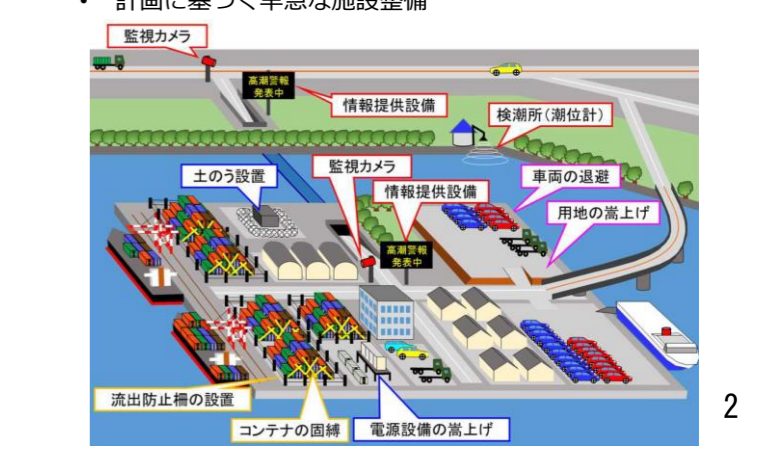 • 計画に基づく早急な施設整備
監視カメラ
高潮警報
発表中
情報提供設備
検潮所(潮位計)
土のう設置
監視カメラ
情報提供設備
車両の退避
用地の嵩上げ
高潮警報
発表中
流出防止柵の設置
コンテナの固縛
電源設備の嵩上げ
2